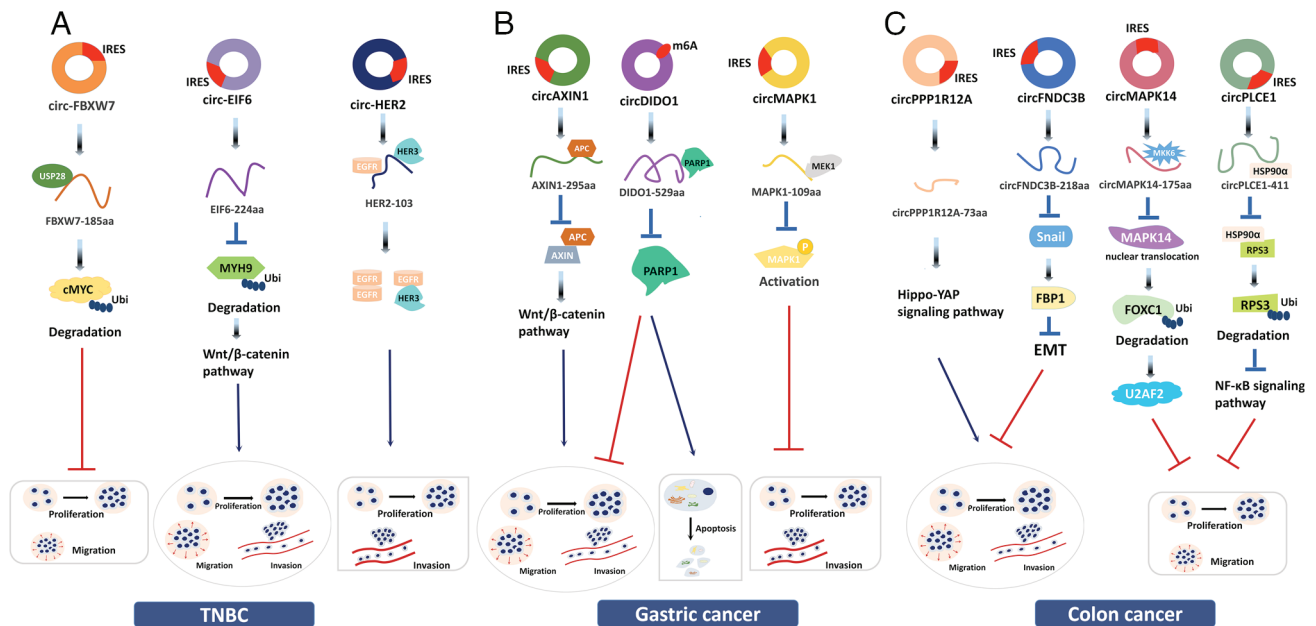 A
IRES
circ-FBXW7
USP28
FBXW7-185aa
cMYC
Ubi
Degradation
Proliferation
Migration
IRES
circ-EIF6
EIF6-224aa
MYH9
Ubi
Degradation
Wnt/β-catenin
pathway
Proliferation
Migration
Invasion
IRES
circ-HER2
EGFR
HER3
HER2-103
EGFR
EGFR
EGFR
HER3
Proliferation
Invasion
TNBC
B
IRES
circAXIN1
APC
AXIN1-295aa
APC
AXIN
Wnt/β-catenin
pathway
m6A
circDIDO1
PARP1
DIDO1-529aa
PARP1
Proliferation
Migration
Invasion
Apoptosis
IRES
circMAPK1
MEK1
MAPK1-109aa
P
MAPK1
Activation
Proliferation
Invasion
Gastric cancer
C
IRES
circPPP1R12A
circPPP1R12A-73aa
Hippo-YAP
signaling pathway
IRES
circFNDC3B
circFNDC3B-218aa
Snail
FBP1
EMT
Proliferation
Migration
Invasion
IRES
circMAPK14
MKK6
circMAPK14-175aa
MAPK14
nuclear translocation
FOXC1
Ubi
Degradation
U2AF2
IRES
circPLCE1
HSP90α
circPLCE1-411
HSP90α
RPS3
RPS3
Ubi
Degradation
NF-κB signaling
pathway
Proliferation
Migration
Colon cancer